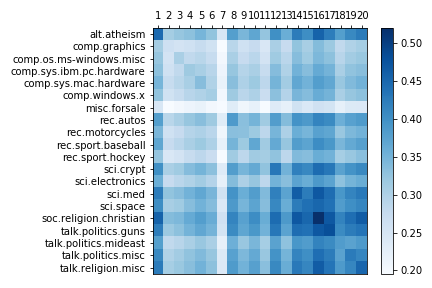 1 2 3 4 5 6 7 8 9 10 11 12 13 14 15 16 17 18 19 20
alt.atheism
comp.graphics
comp.os.ms-windows.misc
comp.sys.ibm.pc.hardware
comp.sys.mac.hardware
comp.windows.x
misc.forsale
rec.autos
rec.motorcycles
rec.sport.baseball
rec.sport.hockey
sci.crypt
sci.electronics
sci.med
sci.space
soc.religion.christian
talk.politics.guns
talk.politics.mideast
talk.politics.misc
talk.religion.misc
0.50
0.45
0.40
0.35
0.30
0.25
0.20